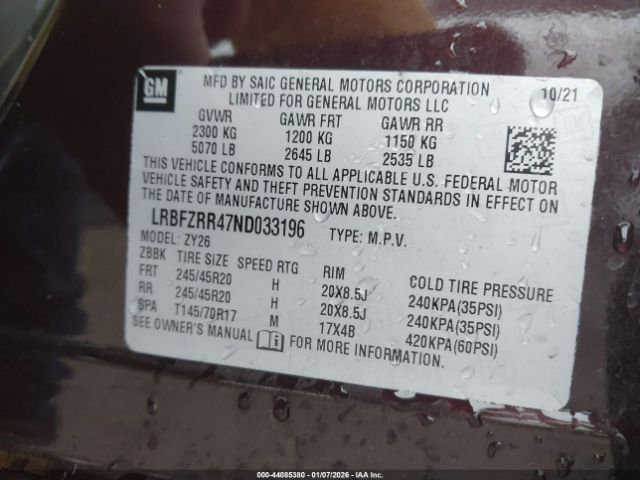 GM
MFD BY SAIC GENERAL MOTORS CORPORATION
LIMITED FOR GENERAL MOTORS LLC
10/21
GVWR GAWR FRT GAWR RR
2300 KG 1200 KG 1150 KG
5070 LB 2645 LB 2535 LB
THIS VEHICLE CONFORMS TO ALL APPLICABLE U.S. FEDERAL MOTOR
VEHICLE SAFETY AND THEFT PREVENTION STANDARDS IN EFFECT ON
THE DATE OF MANUFACTURE SHOWN ABOVE.
LRBFZRR47ND033196 TYPE: M.P.V.
MODEL: ZY26
ZBBK TIRE SIZE SPEED RTG RIM COLD TIRE PRESSURE
FRT 245/45R20 H 20X8.5J 240KPA(35PSI)
RR 245/45R20 H 20X8.5J 240KPA(35PSI)
SPA T145/70R17 M 17X4B 420KPA(60PSI)
SEE OWNER'S MANUAL i FOR MORE INFORMATION.
000-44085380 - 01/07/2026 - IAA Inc.